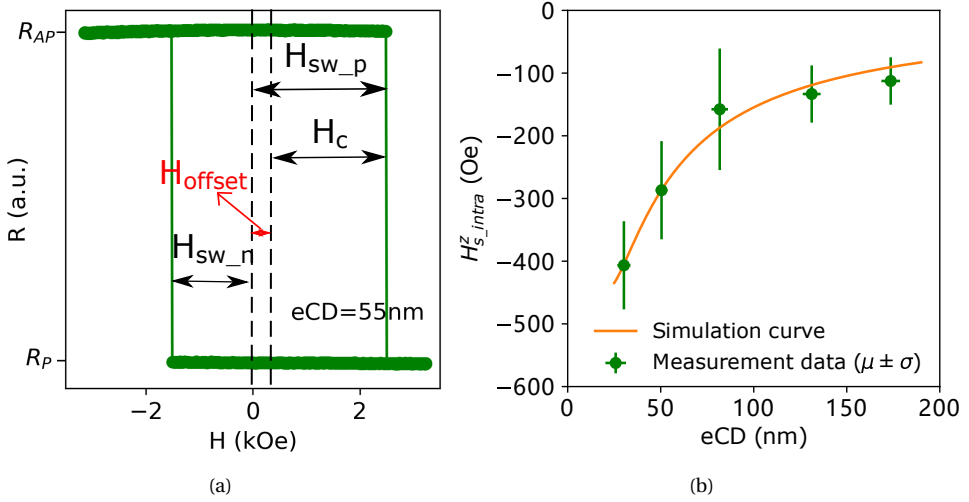 R_AP
H_sw_p
H_c
H_offset
H_sw_n
eCD=55nm
R_P
R (a.u.)
−2 0 2
H (kOe)
(a)
0
−100
−200
−300
−400
−500
−600
H^z_s_intra (Oe)
Simulation curve
Measurement data (μ ± σ)
0 50 100 150 200
eCD (nm)
(b)